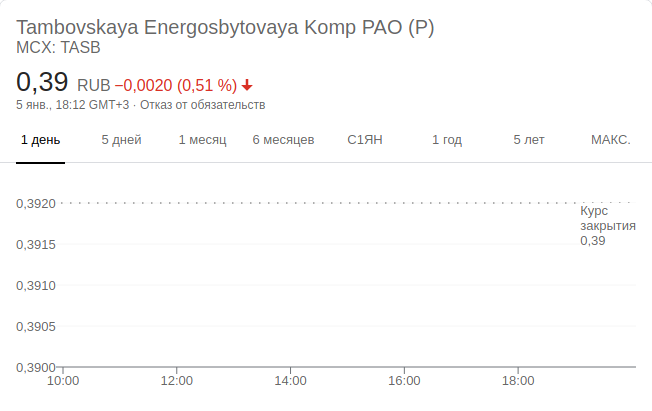 Tambovskaya Energosbytovaya Komp PAO (P)
MCX: TASB
0,39 RUB −0,0020 (0,51 %)
5 янв., 18:12 GMT+3 · Отказ от обязательств
1 день 5 дней 1 месяц 6 месяцев С1ЯН 1 год 5 лет МАКС.
0,3920
Курс
закрытия
0,39
0,3915
0,3910
0,3905
0,3900
10:00 12:00 14:00 16:00 18:00